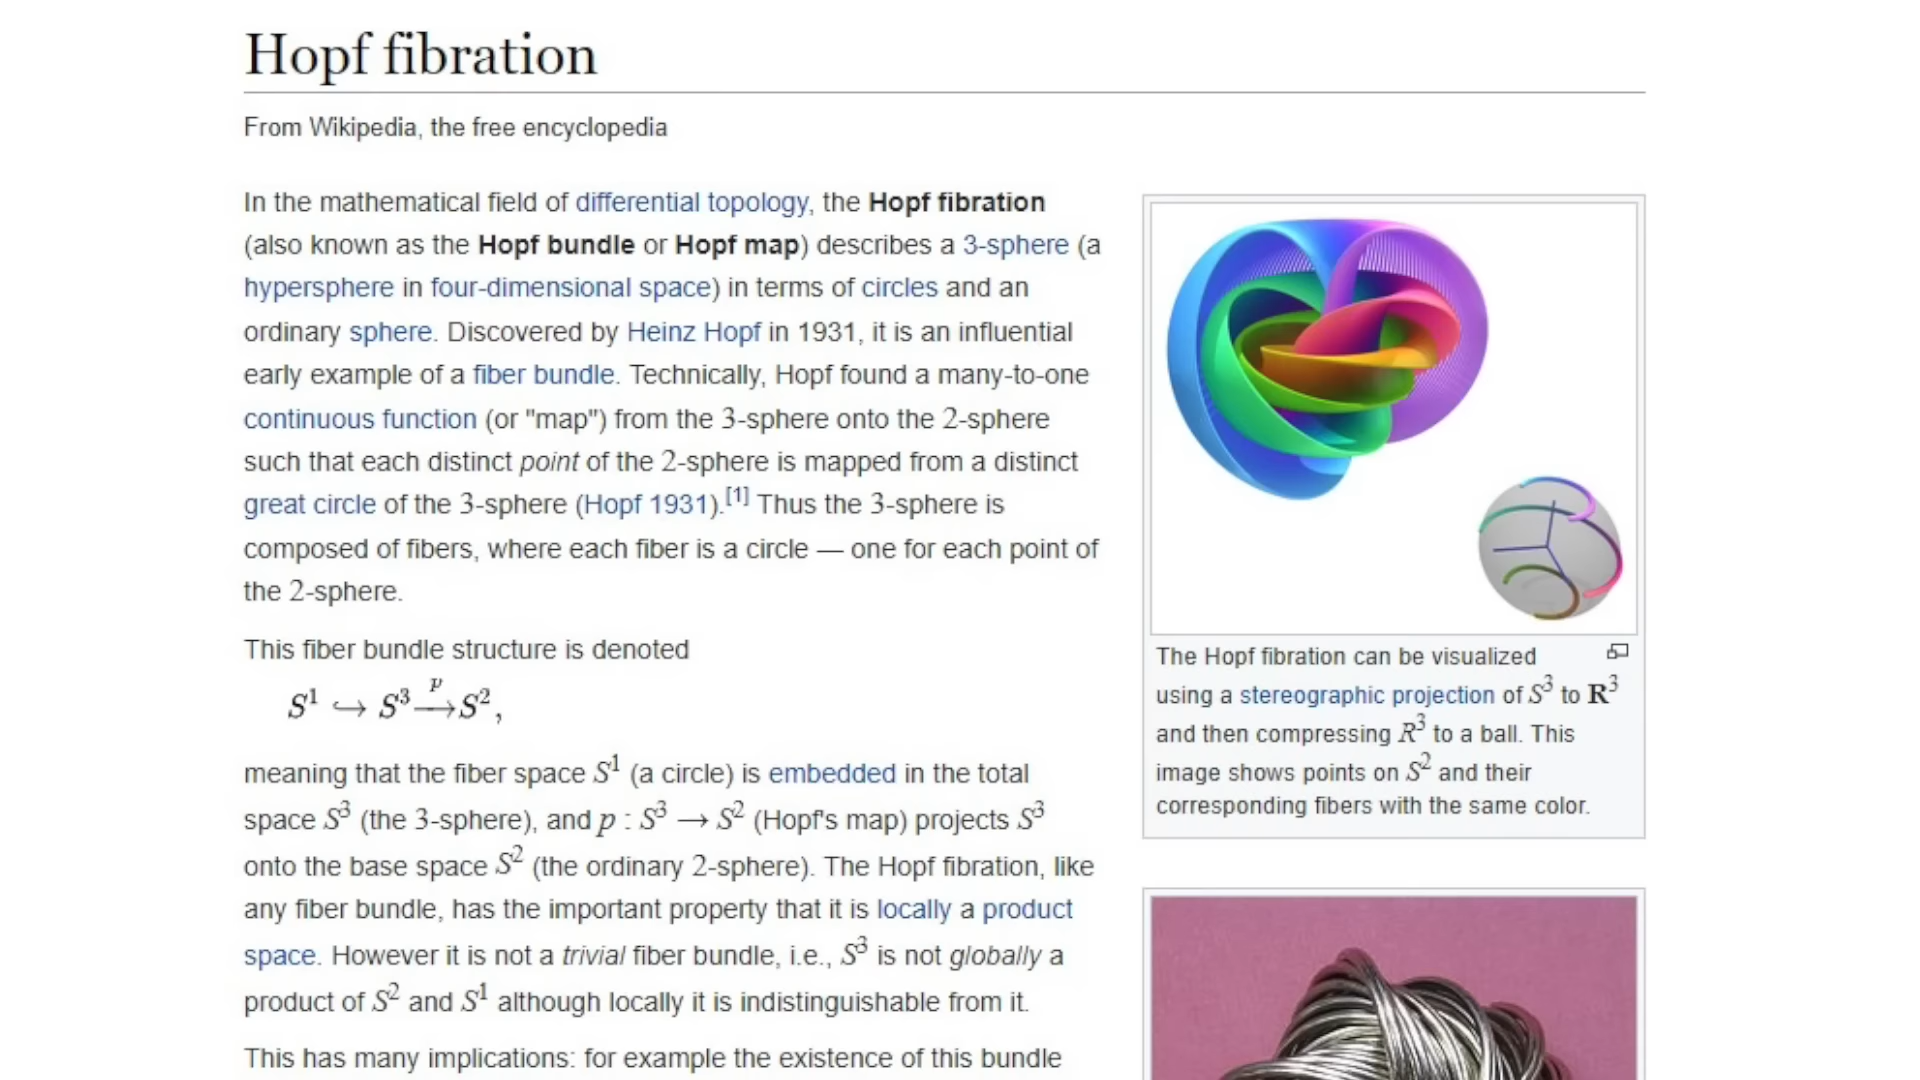 Hopf fibration
From Wikipedia, the free encyclopedia
In the mathematical field of differential topology, the Hopf fibration
(also known as the Hopf bundle or Hopf map) describes a 3-sphere (a
hypersphere in four-dimensional space) in terms of circles and an
ordinary sphere. Discovered by Heinz Hopf in 1931, it is an influential
early example of a fiber bundle. Technically, Hopf found a many-to-one
continuous function (or "map") from the 3-sphere onto the 2-sphere
such that each distinct point of the 2-sphere is mapped from a distinct
great circle of the 3-sphere (Hopf 1931).[1] Thus the 3-sphere is
composed of fibers, where each fiber is a circle — one for each point of
the 2-sphere.
This fiber bundle structure is denoted
S¹ ↪ S³ →ᵖ S²,
meaning that the fiber space S¹ (a circle) is embedded in the total
space S³ (the 3-sphere), and p : S³ → S² (Hopf's map) projects S³
onto the base space S² (the ordinary 2-sphere). The Hopf fibration, like
any fiber bundle, has the important property that it is locally a product
space. However it is not a trivial fiber bundle, i.e., S³ is not globally a
product of S² and S¹ although locally it is indistinguishable from it.
This has many implications: for example the existence of this bundle
The Hopf fibration can be visualized
using a stereographic projection of S³ to R³
and then compressing R³ to a ball. This
image shows points on S² and their
corresponding fibers with the same color.